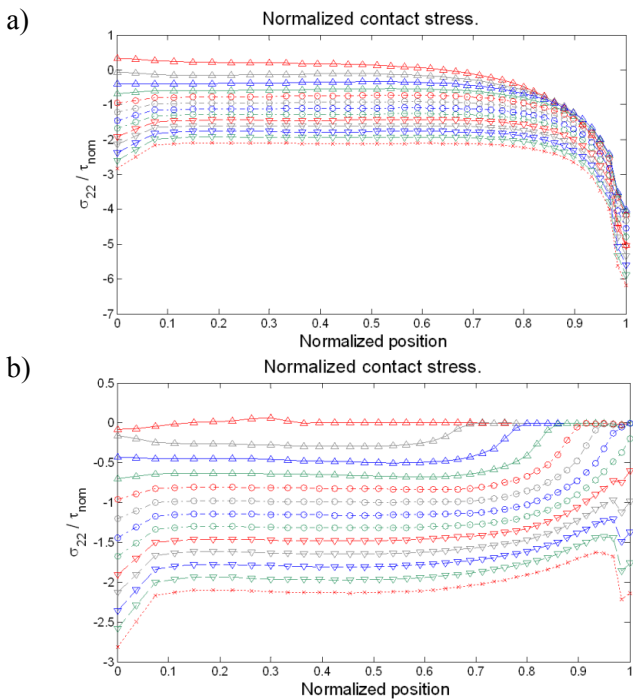 a)
Normalized contact stress.
1
0
-1
-2
-3
-4
-5
-6
-7
σ22 / τnom
0 0.1 0.2 0.3 0.4 0.5 0.6 0.7 0.8 0.9 1
Normalized position
b)
Normalized contact stress.
0.5
0
-0.5
-1
-1.5
-2
-2.5
-3
σ22 / τnom
0 0.1 0.2 0.3 0.4 0.5 0.6 0.7 0.8 0.9 1
Normalized position